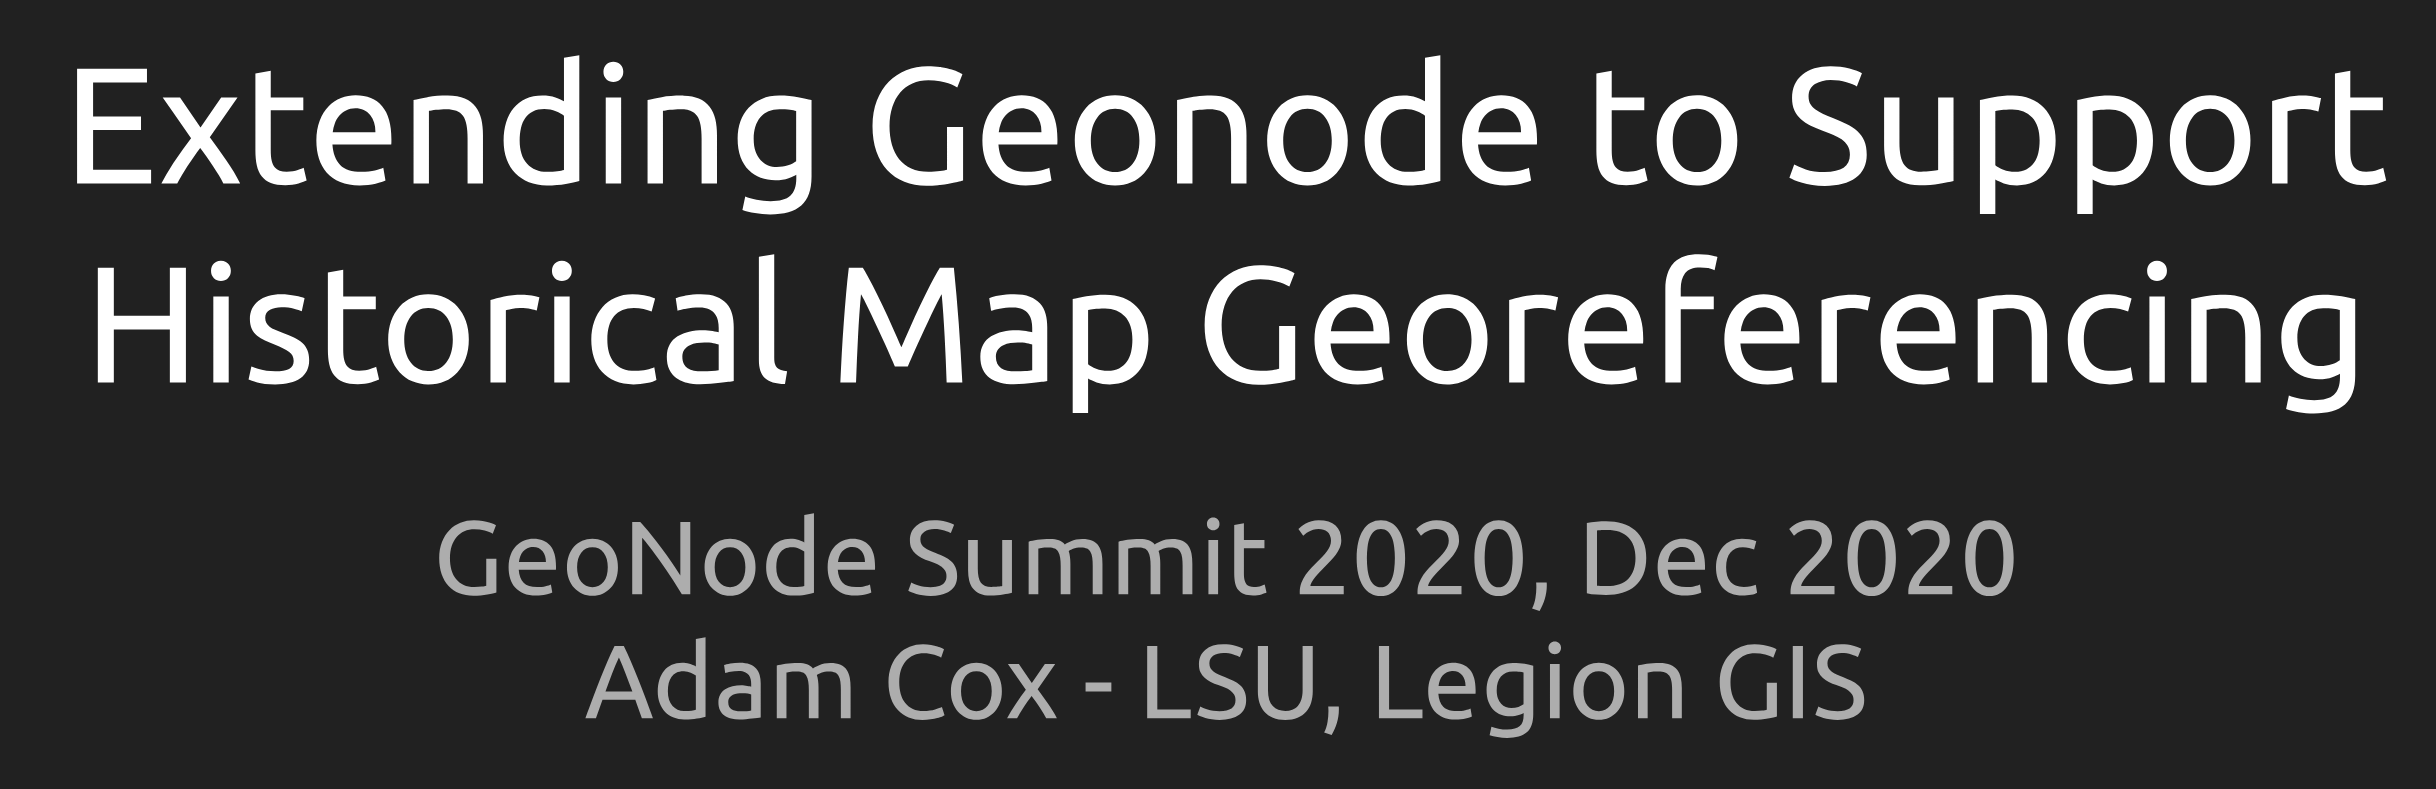 Extending Geonode to Support
Historical Map Georeferencing
GeoNode Summit 2020, Dec 2020
Adam Cox - LSU, Legion GIS